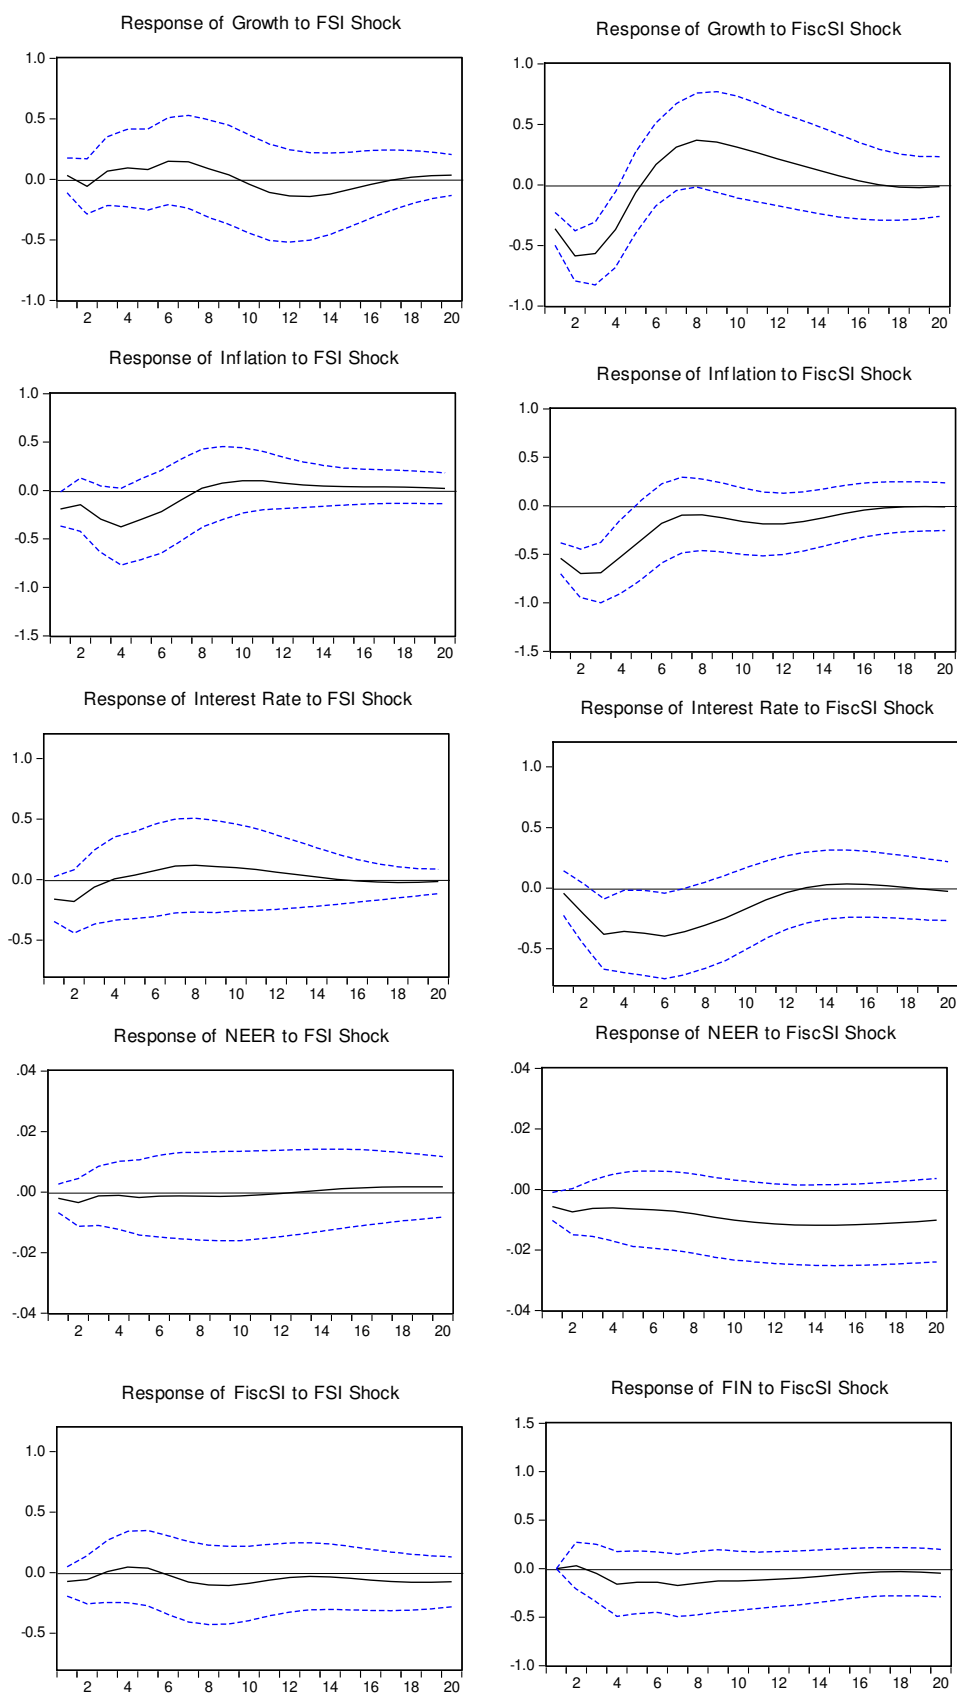 Response of Growth to FSI Shock
1.0
0.5
0.0
-0.5
-1.0
2 4 6 8 10 12 14 16 18 20
Response of Growth to FiscSI Shock
1.0
0.5
0.0
-0.5
-1.0
2 4 6 8 10 12 14 16 18 20
Response of Inflation to FSI Shock
1.0
0.5
0.0
-0.5
-1.0
-1.5
2 4 6 8 10 12 14 16 18 20
Response of Inflation to FiscSI Shock
1.0
0.5
0.0
-0.5
-1.0
-1.5
2 4 6 8 10 12 14 16 18 20
Response of Interest Rate to FSI Shock
1.0
0.5
0.0
-0.5
2 4 6 8 10 12 14 16 18 20
Response of Interest Rate to FiscSI Shock
1.0
0.5
0.0
-0.5
2 4 6 8 10 12 14 16 18 20
Response of NEER to FSI Shock
.04
.02
.00
-.02
-.04
2 4 6 8 10 12 14 16 18 20
Response of NEER to FiscSI Shock
.04
.02
.00
-.02
-.04
2 4 6 8 10 12 14 16 18 20
Response of FiscSI to FSI Shock
1.0
0.5
0.0
-0.5
2 4 6 8 10 12 14 16 18 20
Response of FIN to FiscSI Shock
1.5
1.0
0.5
0.0
-0.5
-1.0
2 4 6 8 10 12 14 16 18 20